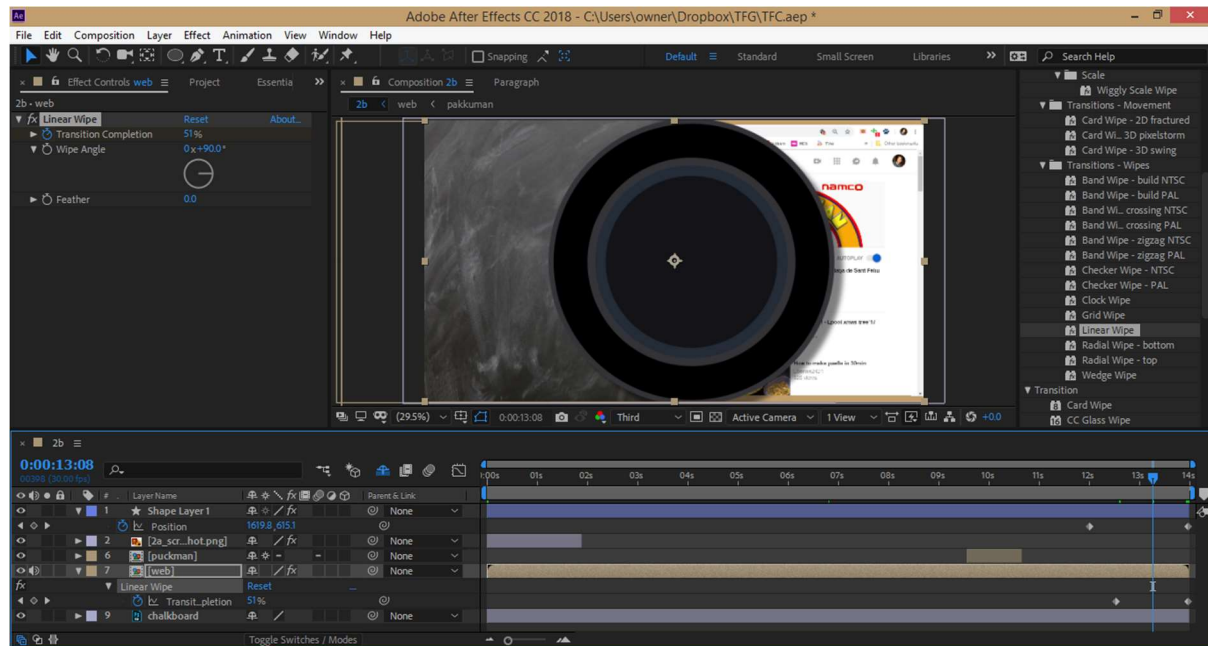 Ae Adobe After Effects CC 2018 - C:\Users\owner\Dropbox\TFG\TFC.aep *
File Edit Composition Layer Effect Animation View Window Help
Snapping Default Standard Small Screen Libraries Search Help
Effect Controls web Project Essentia
Composition 2b Paragraph
2b • web
2b web pakkuman
fx Linear Wipe Reset About...
Transition Completion 51%
Wipe Angle 0x+90.0°
Feather 0.0
namco
AUTOPLAY
(29.5%) 0:00:13:08 Third Active Camera 1 View +0.0
Scale
Wiggly Scale Wipe
Transitions - Movement
Card Wipe - 2D fractured
Card Wi... 3D pixelstorm
Card Wipe - 3D swing
Transitions - Wipes
Band Wipe - build NTSC
Band Wipe - build PAL
Band Wi... crossing NTSC
Band Wi... crossing PAL
Band Wipe - zigzag NTSC
Band Wipe - zigzag PAL
Checker Wipe - NTSC
Checker Wipe - PAL
Clock Wipe
Grid Wipe
Linear Wipe
Radial Wipe - bottom
Radial Wipe - top
Wedge Wipe
Transition
Card Wipe
CC Glass Wipe
2b
0:00:13:08
00398 (30.00 fps)
:00s 01s 02s 03s 04s 05s 06s 07s 08s 09s 10s 11s 12s 13s 14s
# Layer Name Parent & Link
1 Shape Layer 1 None
Position 1619.8,615.1
2 [2a_scr...hot.png] None
6 [puckman] None
7 [web] None
fx Linear Wipe Reset
Transit...pletion 51%
9 chalkboard None
Toggle Switches / Modes